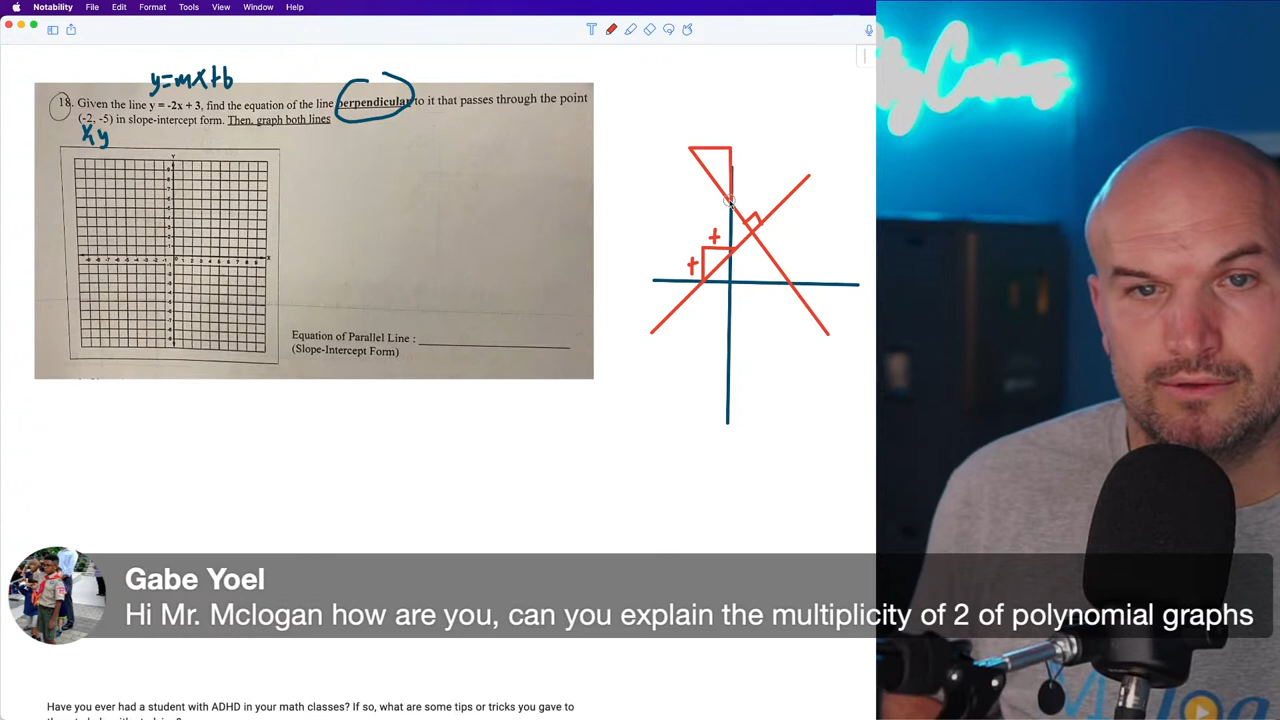 Notability File Edit Format Tools View Window Help
y=mx+b
18. Given the line y = -2x + 3, find the equation of the line perpendicular to it that passes through the point
(-2, -5) in slope-intercept form. Then, graph both lines
x y
Y
X
+
+
Equation of Parallel Line :
(Slope-Intercept Form)
Gabe Yoel
Hi Mr. Mclogan how are you, can you explain the multiplicity of 2 of polynomial graphs
Have you ever had a student with ADHD in your math classes? If so, what are some tips or tricks you gave to